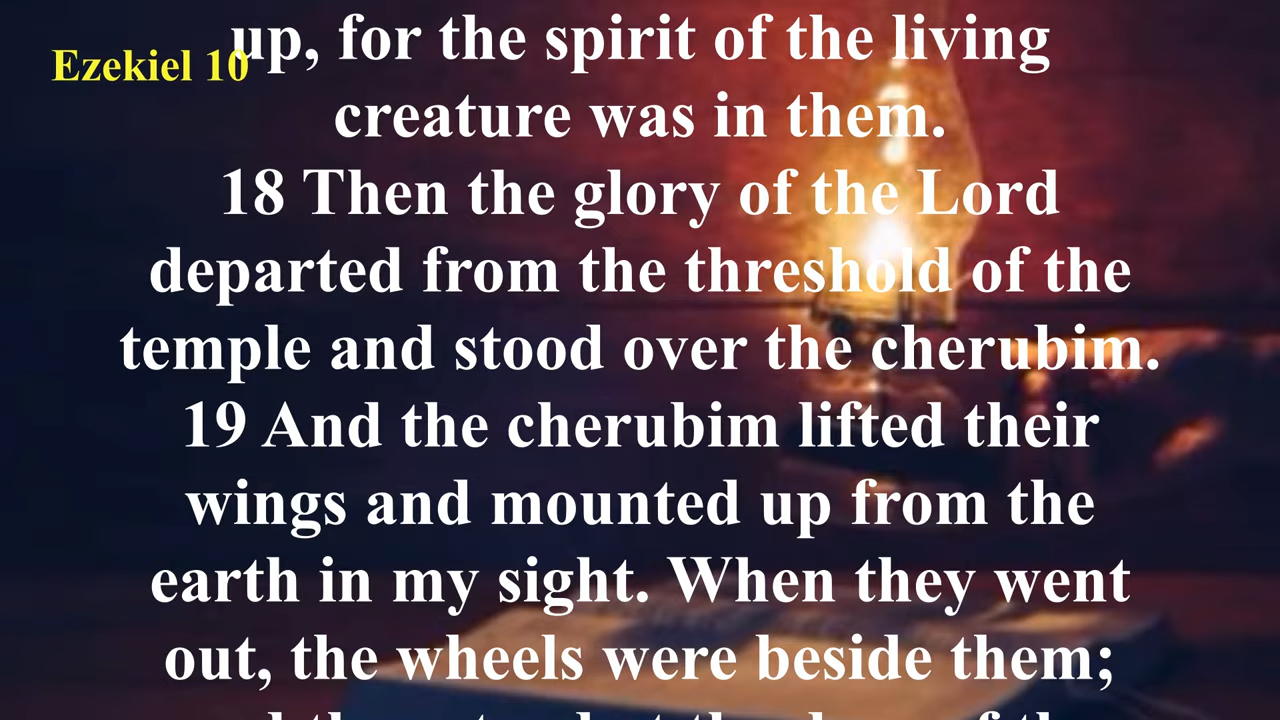 Ezekiel 10
up, for the spirit of the living
creature was in them.
18 Then the glory of the Lord
departed from the threshold of the
temple and stood over the cherubim.
19 And the cherubim lifted their
wings and mounted up from the
earth in my sight. When they went
out, the wheels were beside them;